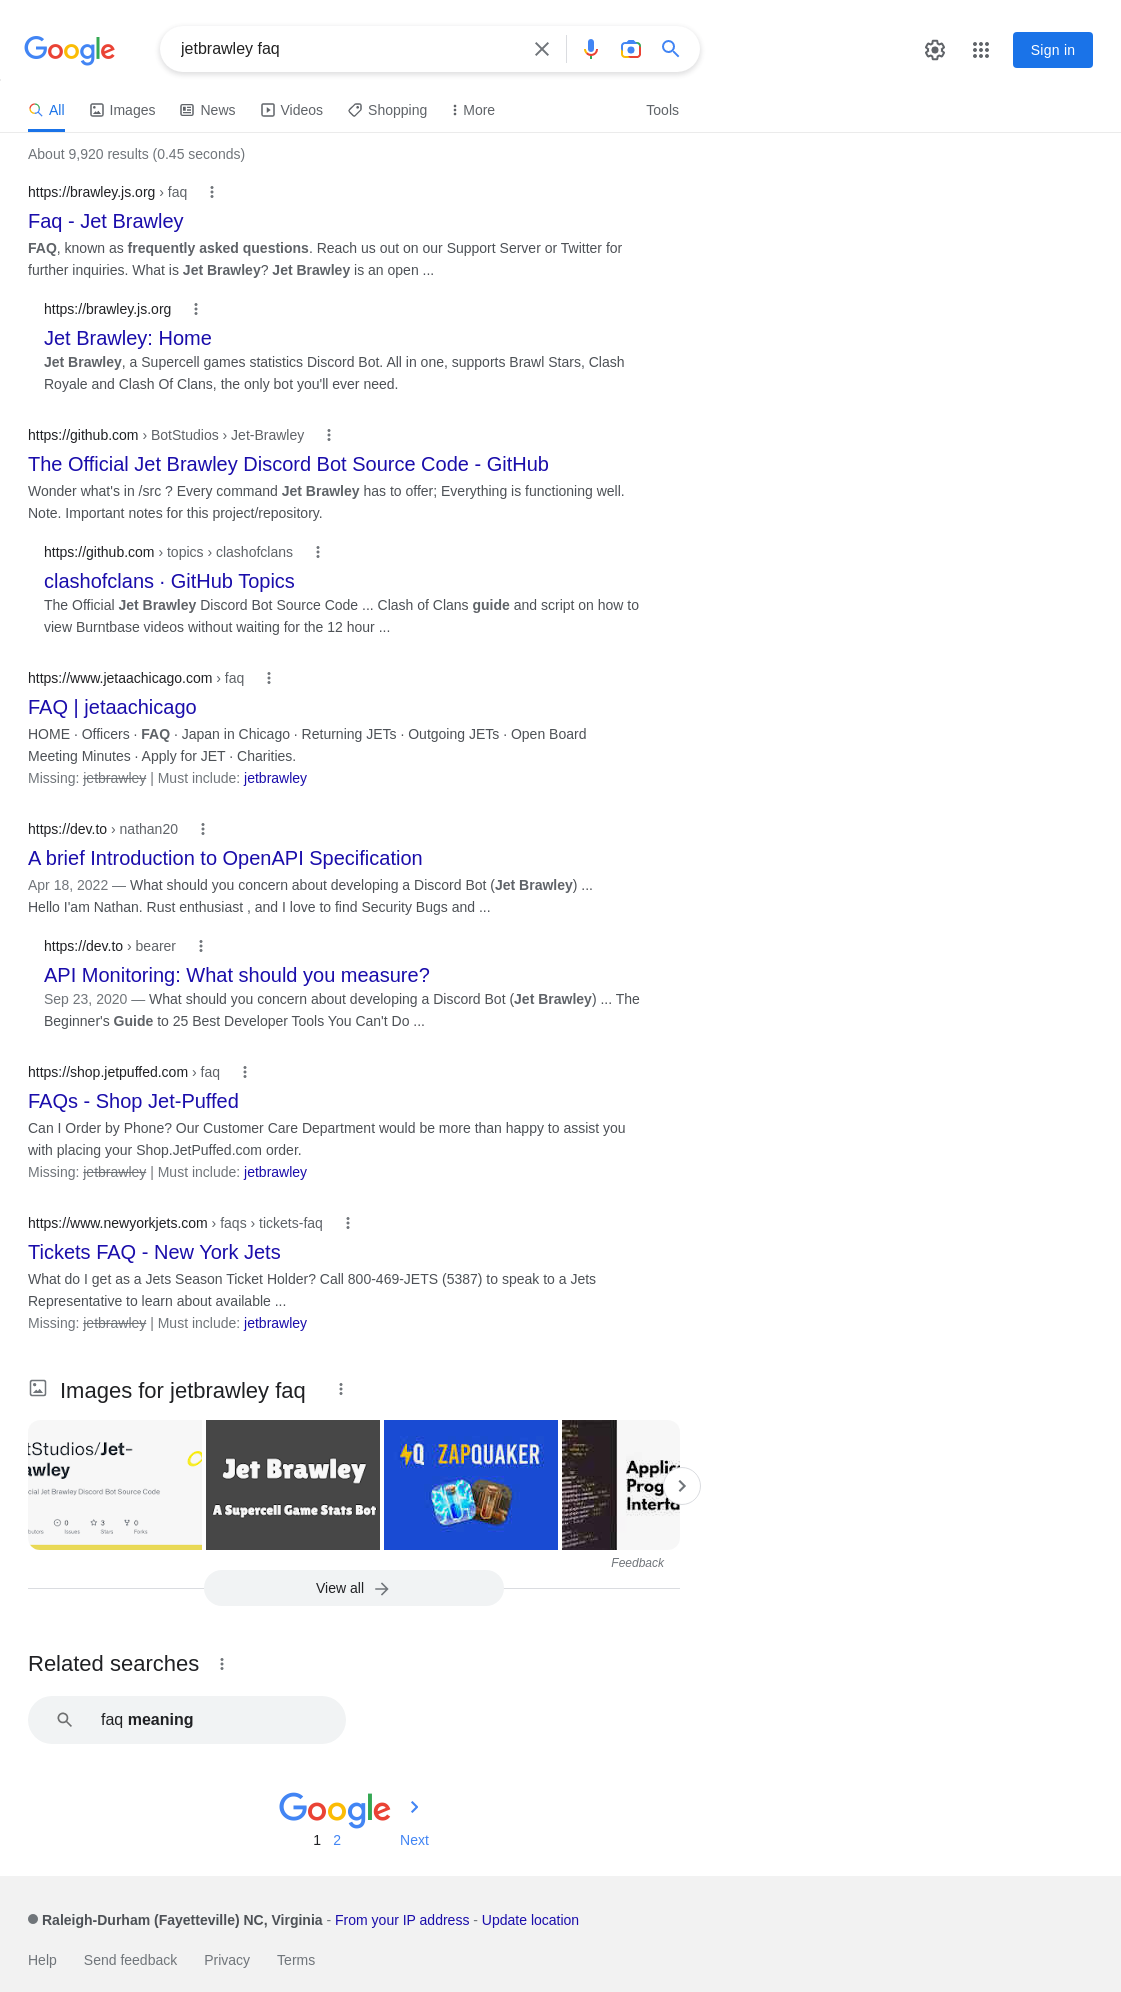 Google
jetbrawley faq
Sign in
All
Images
News
Videos
Shopping
More
Tools
About 9,920 results (0.45 seconds)
https://brawley.js.org › faq
Faq - Jet Brawley
FAQ, known as frequently asked questions. Reach us out on our Support Server or Twitter for
further inquiries. What is Jet Brawley? Jet Brawley is an open ...
https://brawley.js.org
Jet Brawley: Home
Jet Brawley, a Supercell games statistics Discord Bot. All in one, supports Brawl Stars, Clash
Royale and Clash Of Clans, the only bot you'll ever need.
https://github.com › BotStudios › Jet-Brawley
The Official Jet Brawley Discord Bot Source Code - GitHub
Wonder what's in /src ? Every command Jet Brawley has to offer; Everything is functioning well.
Note. Important notes for this project/repository.
https://github.com › topics › clashofclans
clashofclans · GitHub Topics
The Official Jet Brawley Discord Bot Source Code ... Clash of Clans guide and script on how to
view Burntbase videos without waiting for the 12 hour ...
https://www.jetaachicago.com › faq
FAQ | jetaachicago
HOME · Officers · FAQ · Japan in Chicago · Returning JETs · Outgoing JETs · Open Board
Meeting Minutes · Apply for JET · Charities.
Missing: jetbrawley | Must include: jetbrawley
https://dev.to › nathan20
A brief Introduction to OpenAPI Specification
Apr 18, 2022 — What should you concern about developing a Discord Bot (Jet Brawley) ...
Hello I'am Nathan. Rust enthusiast , and I love to find Security Bugs and ...
https://dev.to › bearer
API Monitoring: What should you measure?
Sep 23, 2020 — What should you concern about developing a Discord Bot (Jet Brawley) ... The
Beginner's Guide to 25 Best Developer Tools You Can't Do ...
https://shop.jetpuffed.com › faq
FAQs - Shop Jet-Puffed
Can I Order by Phone? Our Customer Care Department would be more than happy to assist you
with placing your Shop.JetPuffed.com order.
Missing: jetbrawley | Must include: jetbrawley
https://www.newyorkjets.com › faqs › tickets-faq
Tickets FAQ - New York Jets
What do I get as a Jets Season Ticket Holder? Call 800-469-JETS (5387) to speak to a Jets
Representative to learn about available ...
Missing: jetbrawley | Must include: jetbrawley
Images for jetbrawley faq
tStudios/Jet-
awley
cial Jet Brawley Discord Bot Source Code
0 3 0
Issues Stars Forks
Jet Brawley
A Supercell Game Stats Bot
Q ZAPQUAKER
Applic
Prog
Interfa
Feedback
View all
Related searches
faq meaning
Google
1 2 Next
Raleigh-Durham (Fayetteville) NC, Virginia - From your IP address - Update location
Help Send feedback Privacy Terms